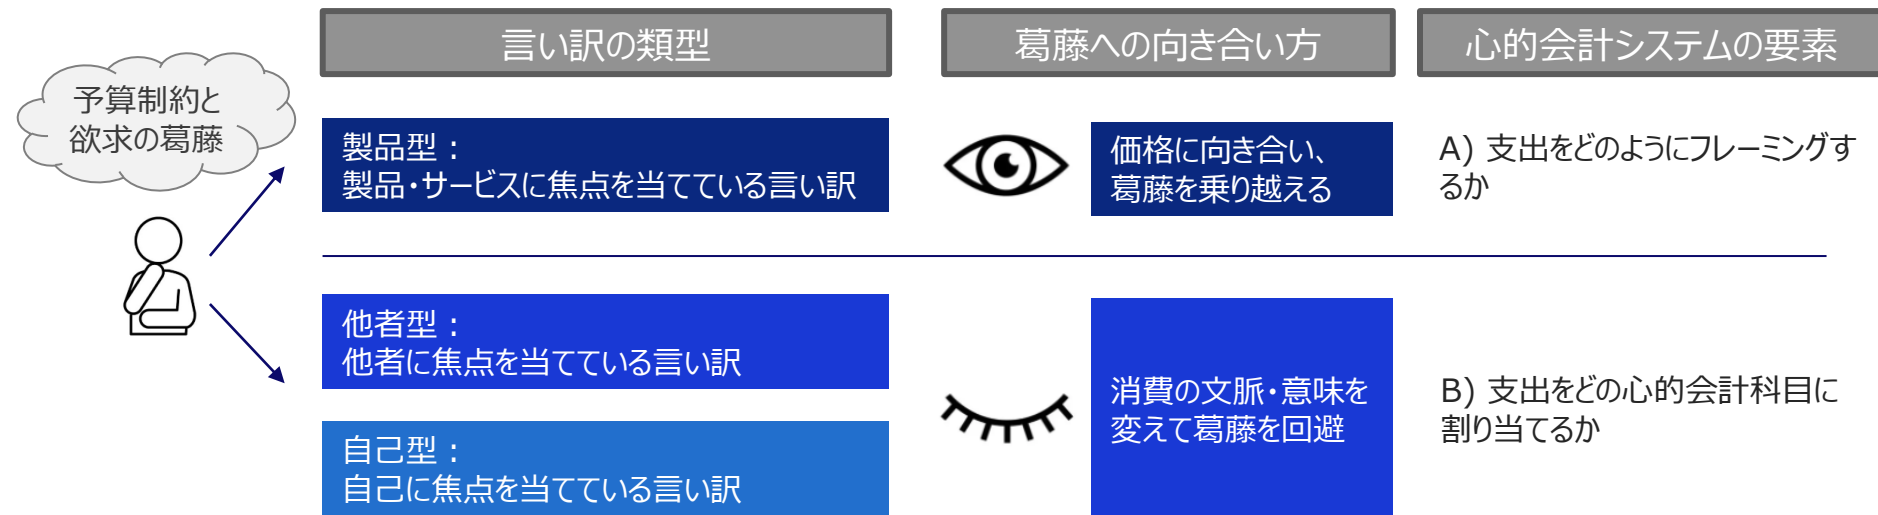 言い訳の類型
葛藤への向き合い方
心的会計システムの要素
予算制約と
欲求の葛藤
製品型：
製品・サービスに焦点を当てている言い訳
価格に向き合い、
葛藤を乗り越える
A) 支出をどのようにフレーミングす
るか
他者型：
他者に焦点を当てている言い訳
自己型：
自己に焦点を当てている言い訳
消費の文脈・意味を
変えて葛藤を回避
B) 支出をどの心的会計科目に
割り当てるか